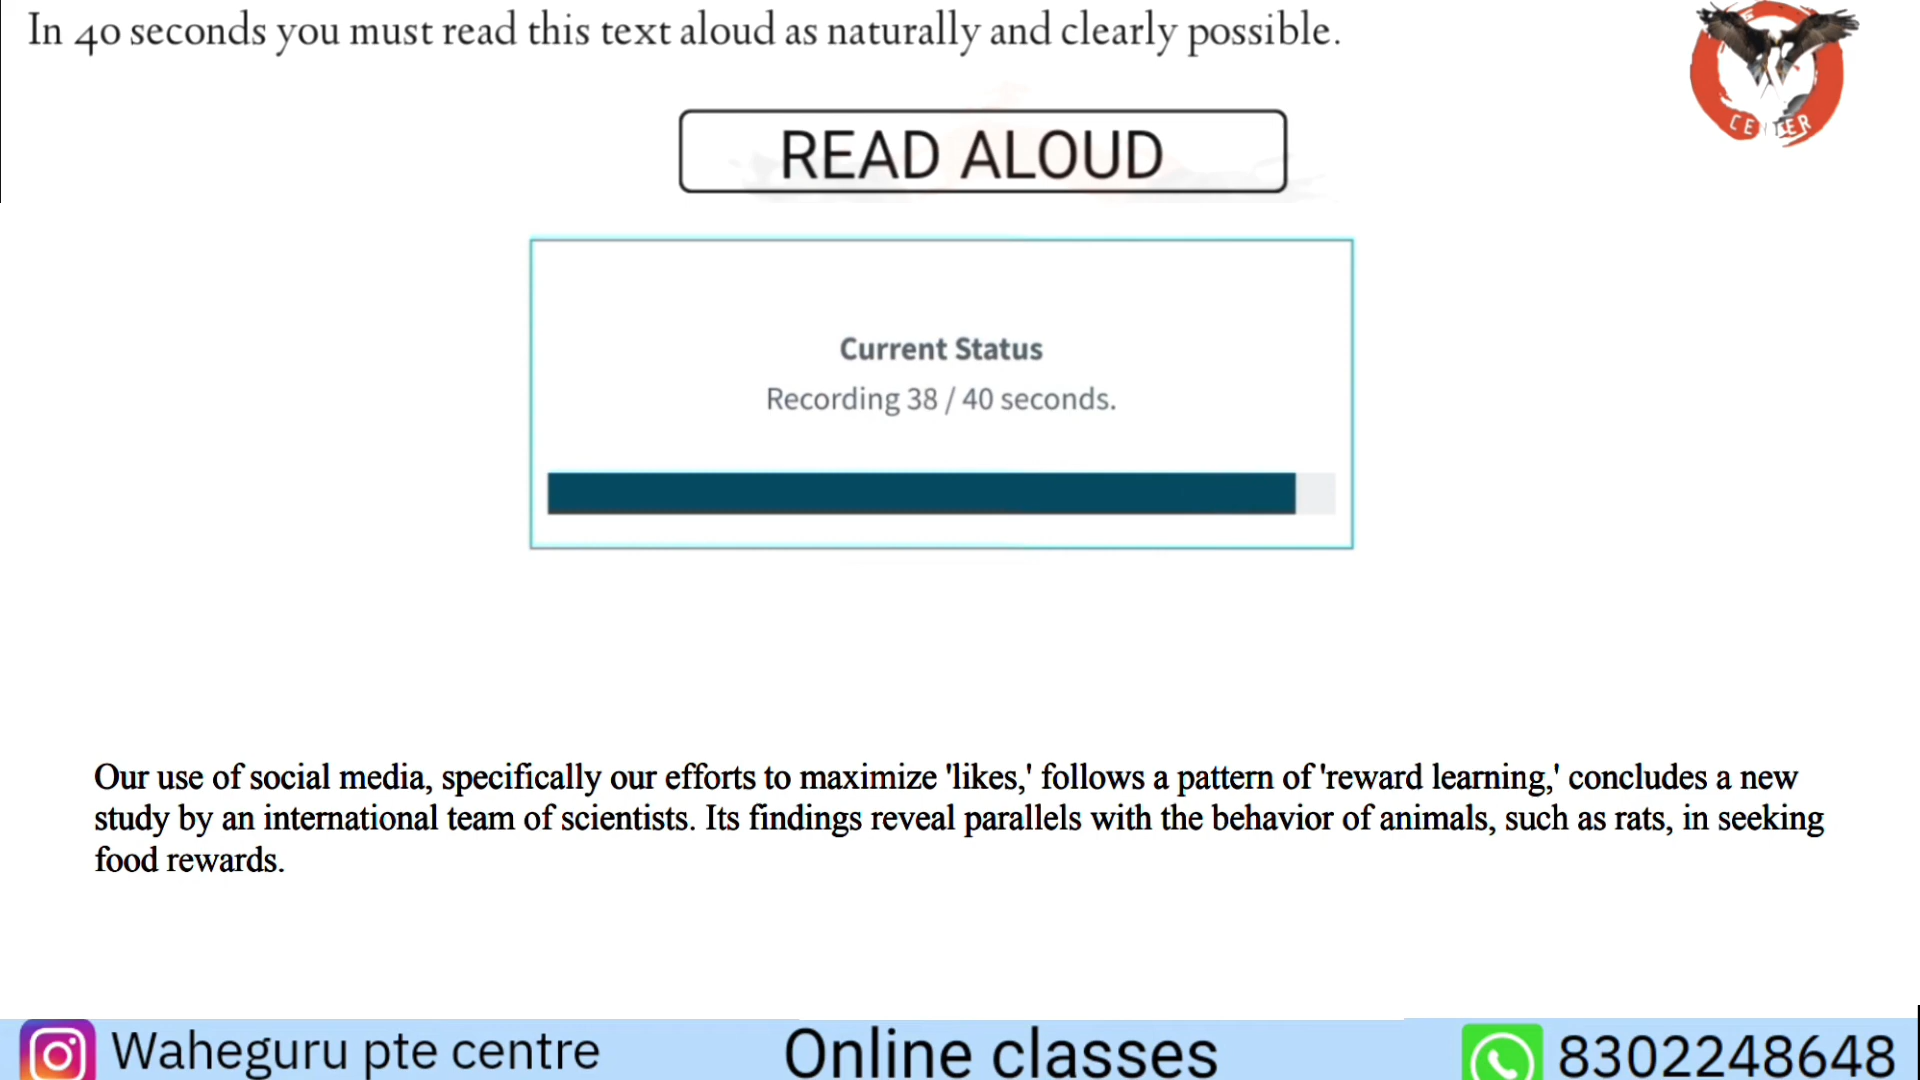 In 40 seconds you must read this text aloud as naturally and clearly possible.
READ ALOUD
Current Status
Recording 38 / 40 seconds.
Our use of social media, specifically our efforts to maximize 'likes,' follows a pattern of 'reward learning,' concludes a new
study by an international team of scientists. Its findings reveal parallels with the behavior of animals, such as rats, in seeking
food rewards.
Waheguru pte centre
Online classes
8302248648